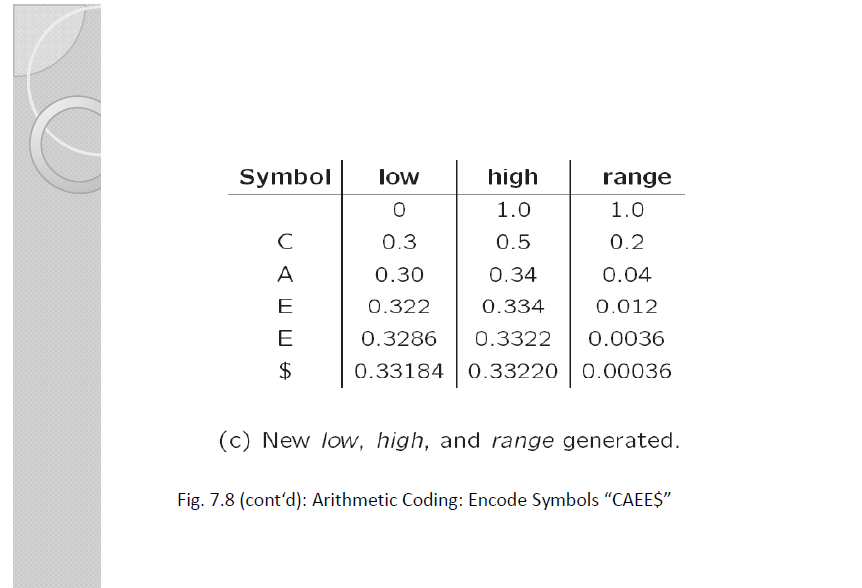 Symbol low high range
0 1.0 1.0
C 0.3 0.5 0.2
A 0.30 0.34 0.04
E 0.322 0.334 0.012
E 0.3286 0.3322 0.0036
$ 0.33184 0.33220 0.00036
(c) New low, high, and range generated.
Fig. 7.8 (cont‘d): Arithmetic Coding: Encode Symbols “CAEE$”